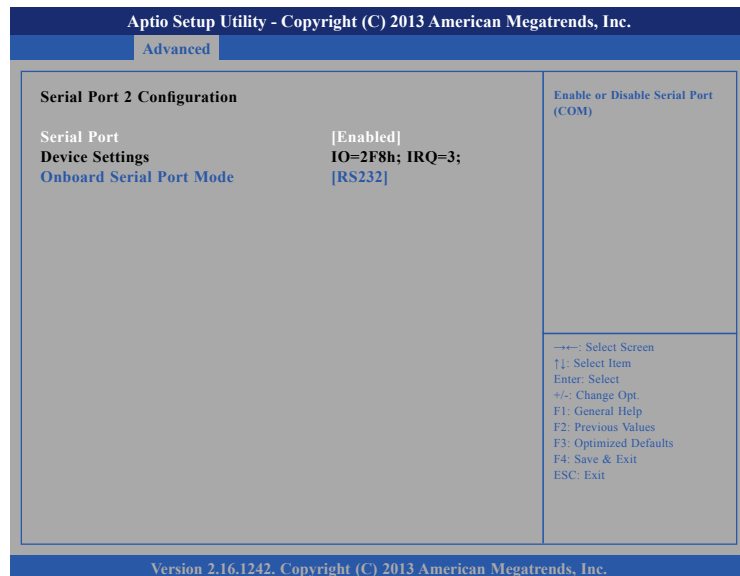 Aptio Setup Utility - Copyright (C) 2013 American Megatrends, Inc.
Advanced
Serial Port 2 Configuration
Serial Port [Enabled]
Device Settings IO=2F8h; IRQ=3;
Onboard Serial Port Mode [RS232]
Enable or Disable Serial Port
(COM)
→←: Select Screen
↑↓: Select Item
Enter: Select
+/-: Change Opt.
F1: General Help
F2: Previous Values
F3: Optimized Defaults
F4: Save & Exit
ESC: Exit
Version 2.16.1242. Copyright (C) 2013 American Megatrends, Inc.